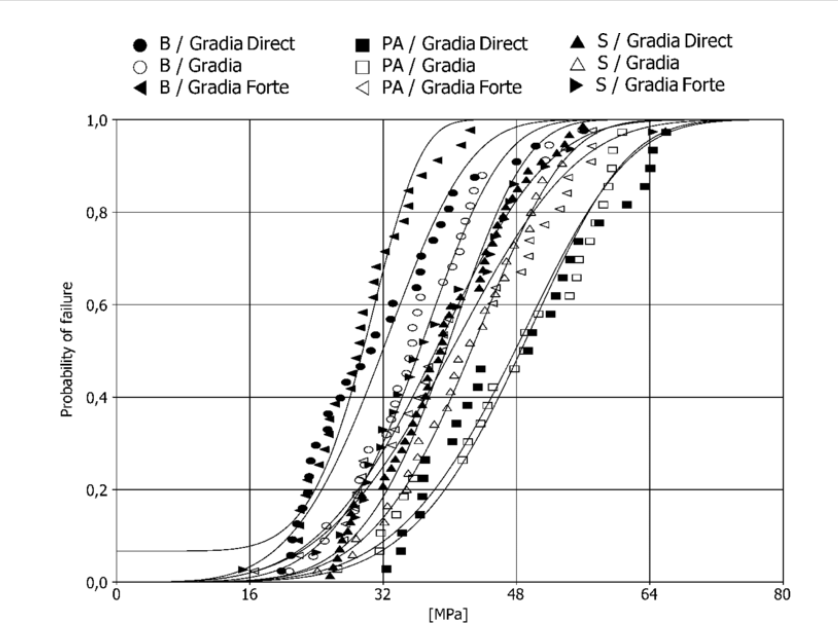 B / Gradia Direct PA / Gradia Direct S / Gradia Direct
B / Gradia PA / Gradia S / Gradia
B / Gradia Forte PA / Gradia Forte S / Gradia Forte
1,0
0,8
0,6
0,4
0,2
0,0
Probability of failure
0 16 32 48 64 80
[MPa]